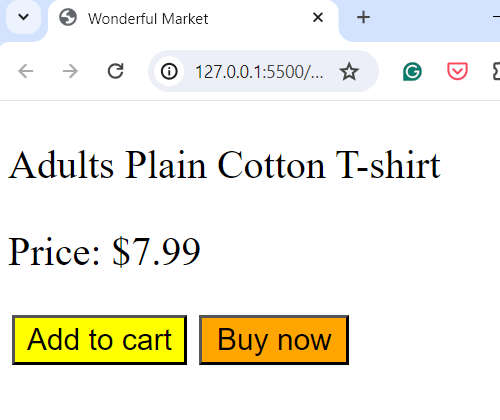 Wonderful Market
127.0.0.1:5500/...
Adults Plain Cotton T-shirt
Price: $7.99
Add to cart Buy now